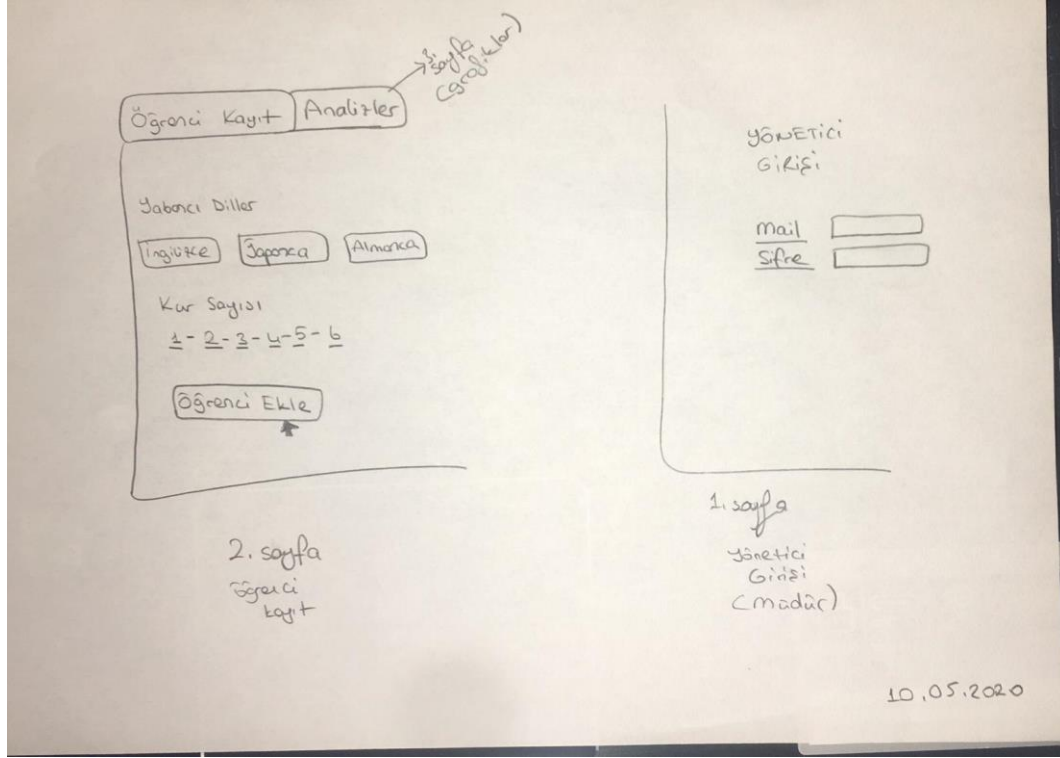 3.
sayfa
(grafikler)
Öğrenci Kayıt
Analizler
Yabancı Diller
İngilizce
Japonca
Almanca
Kur Sayısı
1 - 2 - 3 - 4 - 5 - 6
Öğrenci Ekle
2. sayfa
Öğrenci
kayıt
YÖNETİCİ
GİRİŞİ
Mail
Şifre
1. sayfa
Yönetici
Girişi
(müdür)
10.05.2020